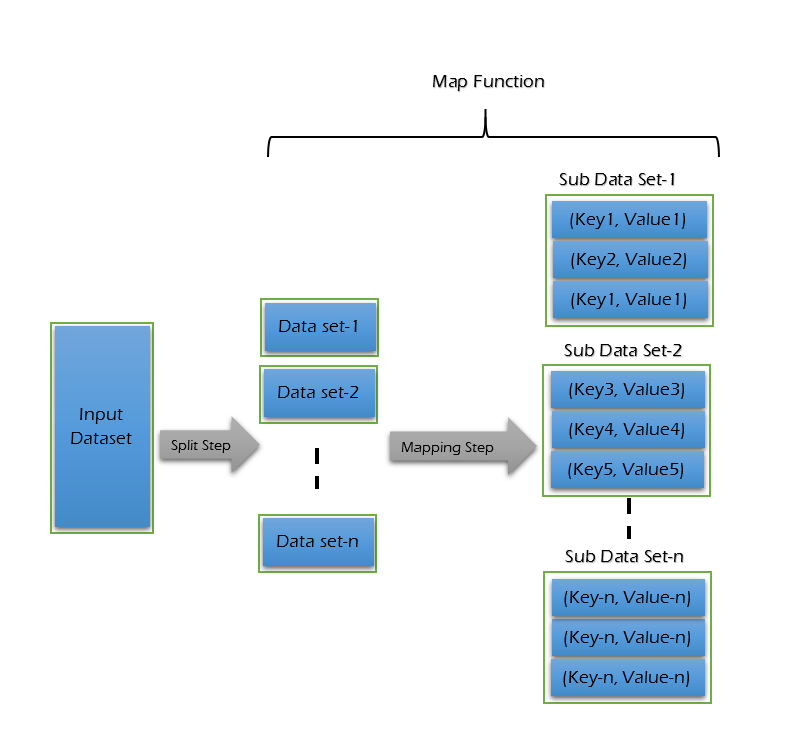 Map Function
Sub Data Set-1
(Key1, Value1)
(Key2, Value2)
(Key1, Value1)
Data set-1
Data set-2
Data set-n
Input
Dataset
Split Step
Mapping Step
Sub Data Set-2
(Key3, Value3)
(Key4, Value4)
(Key5, Value5)
Sub Data Set-n
(Key-n, Value-n)
(Key-n, Value-n)
(Key-n, Value-n)